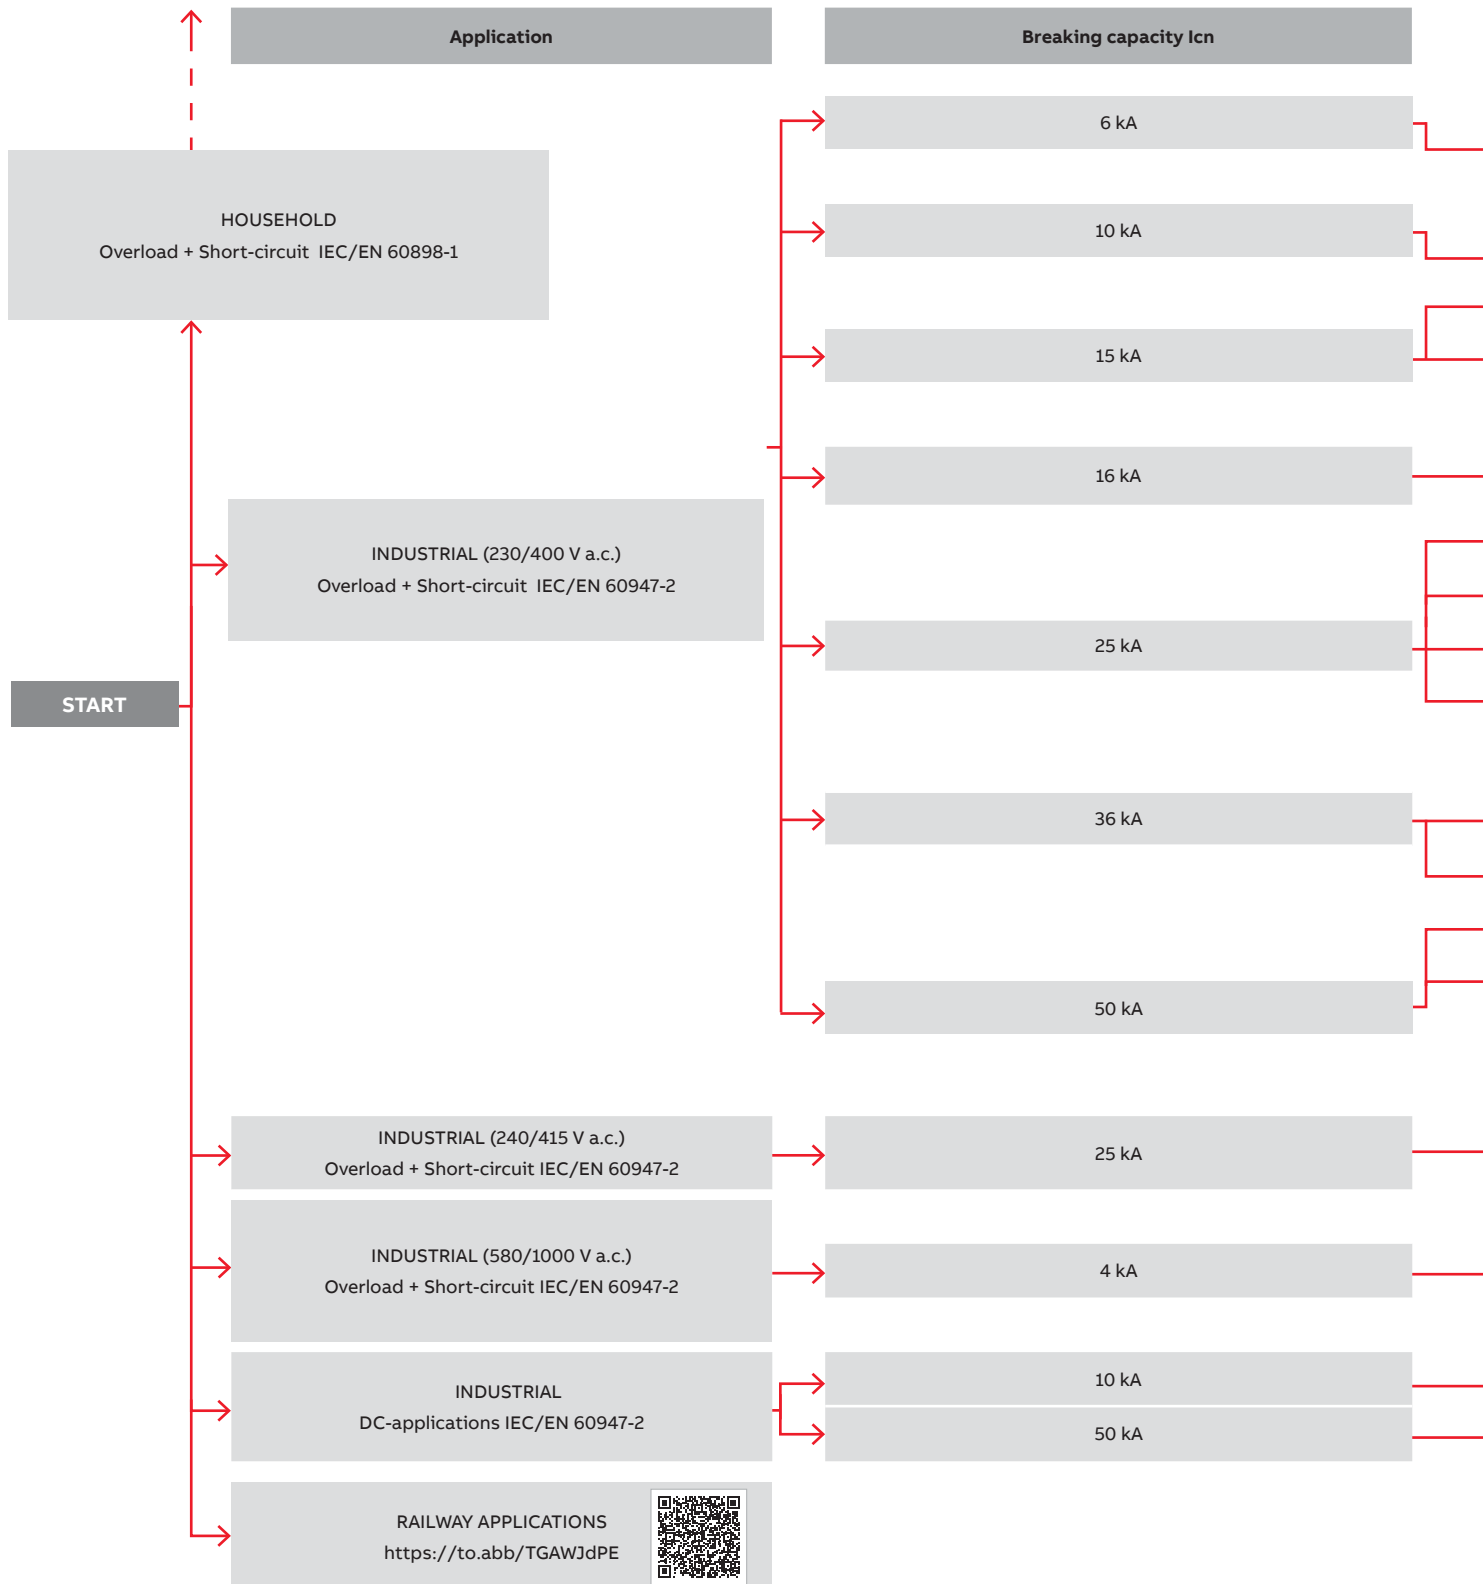 Application
Breaking capacity Icn
6 kA
HOUSEHOLD
Overload + Short-circuit IEC/EN 60898-1
10 kA
15 kA
16 kA
INDUSTRIAL (230/400 V a.c.)
Overload + Short-circuit IEC/EN 60947-2
25 kA
START
36 kA
50 kA
INDUSTRIAL (240/415 V a.c.)
Overload + Short-circuit IEC/EN 60947-2
25 kA
INDUSTRIAL (580/1000 V a.c.)
Overload + Short-circuit IEC/EN 60947-2
4 kA
INDUSTRIAL
DC-applications IEC/EN 60947-2
10 kA
50 kA
RAILWAY APPLICATIONS
https://to.abb/TGAWJdPE